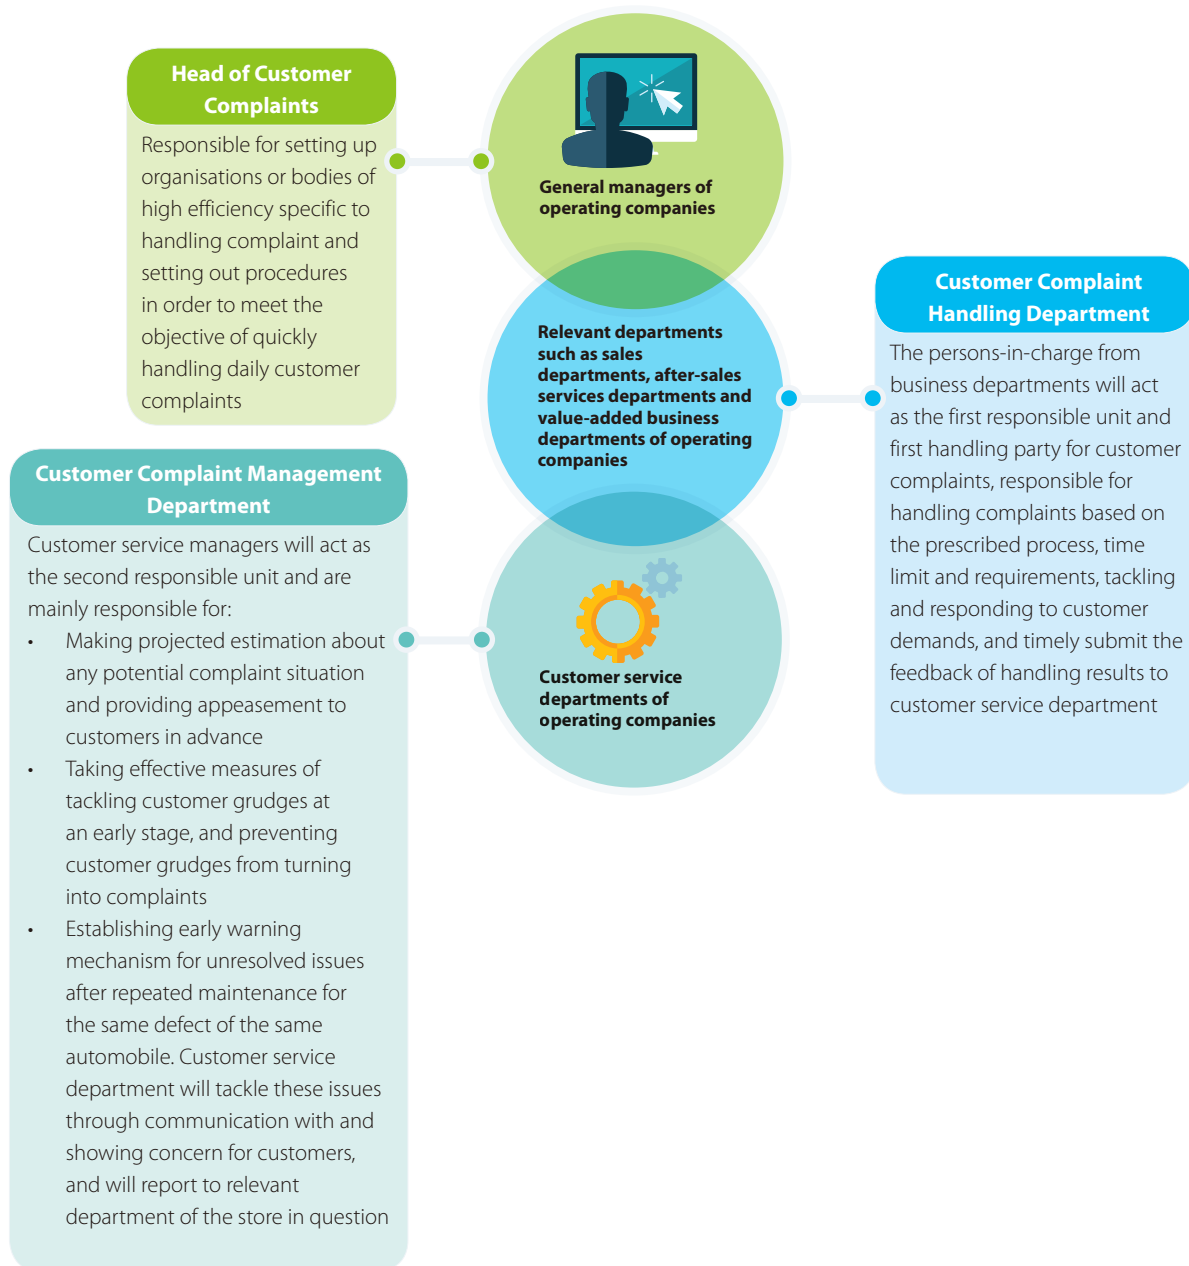 Head of Customer
Complaints
Responsible for setting up
organisations or bodies of
high efficiency specific to
handling complaint and
setting out procedures
in order to meet the
objective of quickly
handling daily customer
complaints
General managers of
operating companies
Relevant departments
such as sales
departments, after-sales
services departments and
value-added business
departments of operating
companies
Customer Complaint
Handling Department
The persons-in-charge from
business departments will act
as the first responsible unit and
first handling party for customer
complaints, responsible for
handling complaints based on
the prescribed process, time
limit and requirements, tackling
and responding to customer
demands, and timely submit the
feedback of handling results to
customer service department
Customer Complaint Management
Department
Customer service managers will act as
the second responsible unit and are
mainly responsible for:
• Making projected estimation about
any potential complaint situation
and providing appeasement to
customers in advance
• Taking effective measures of
tackling customer grudges at
an early stage, and preventing
customer grudges from turning
into complaints
• Establishing early warning
mechanism for unresolved issues
after repeated maintenance for
the same defect of the same
automobile. Customer service
department will tackle these issues
through communication with and
showing concern for customers,
and will report to relevant
department of the store in question
Customer service
departments of
operating companies